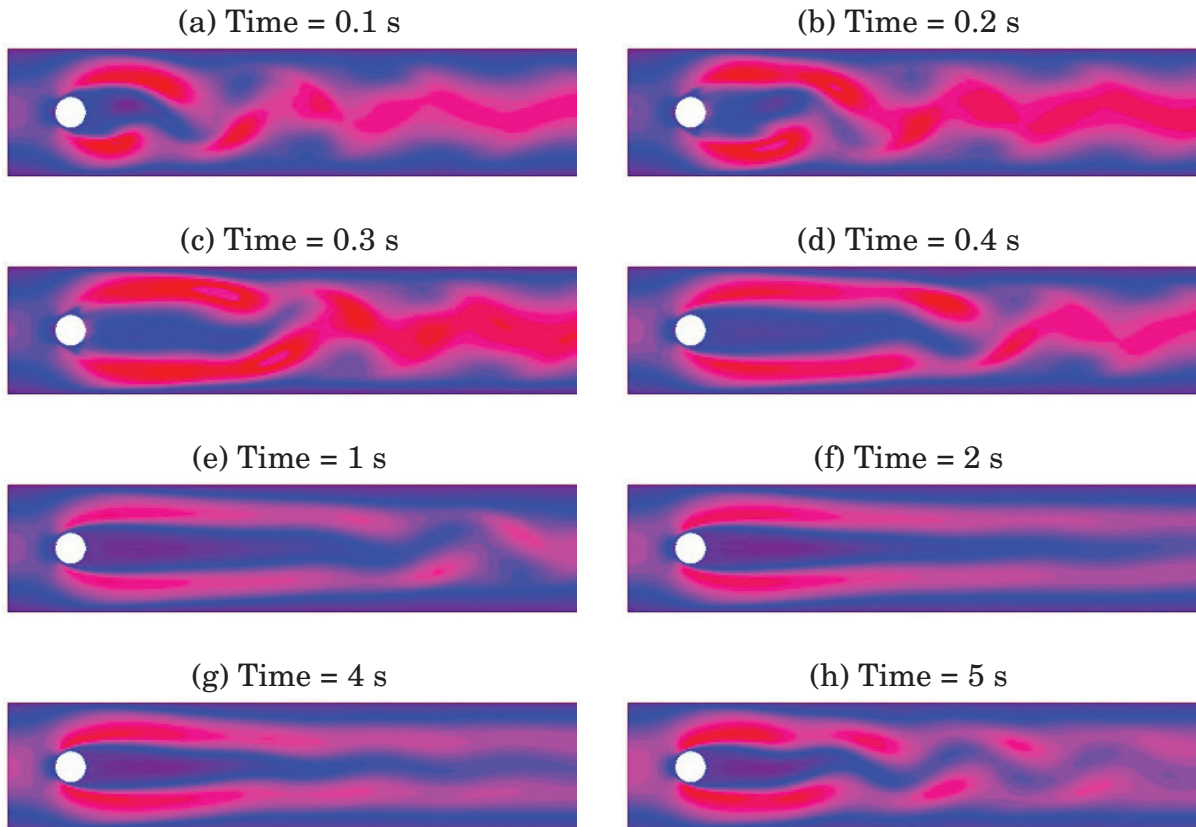 (a) Time = 0.1 s
(b) Time = 0.2 s
(c) Time = 0.3 s
(d) Time = 0.4 s
(e) Time = 1 s
(f) Time = 2 s
(g) Time = 4 s
(h) Time = 5 s